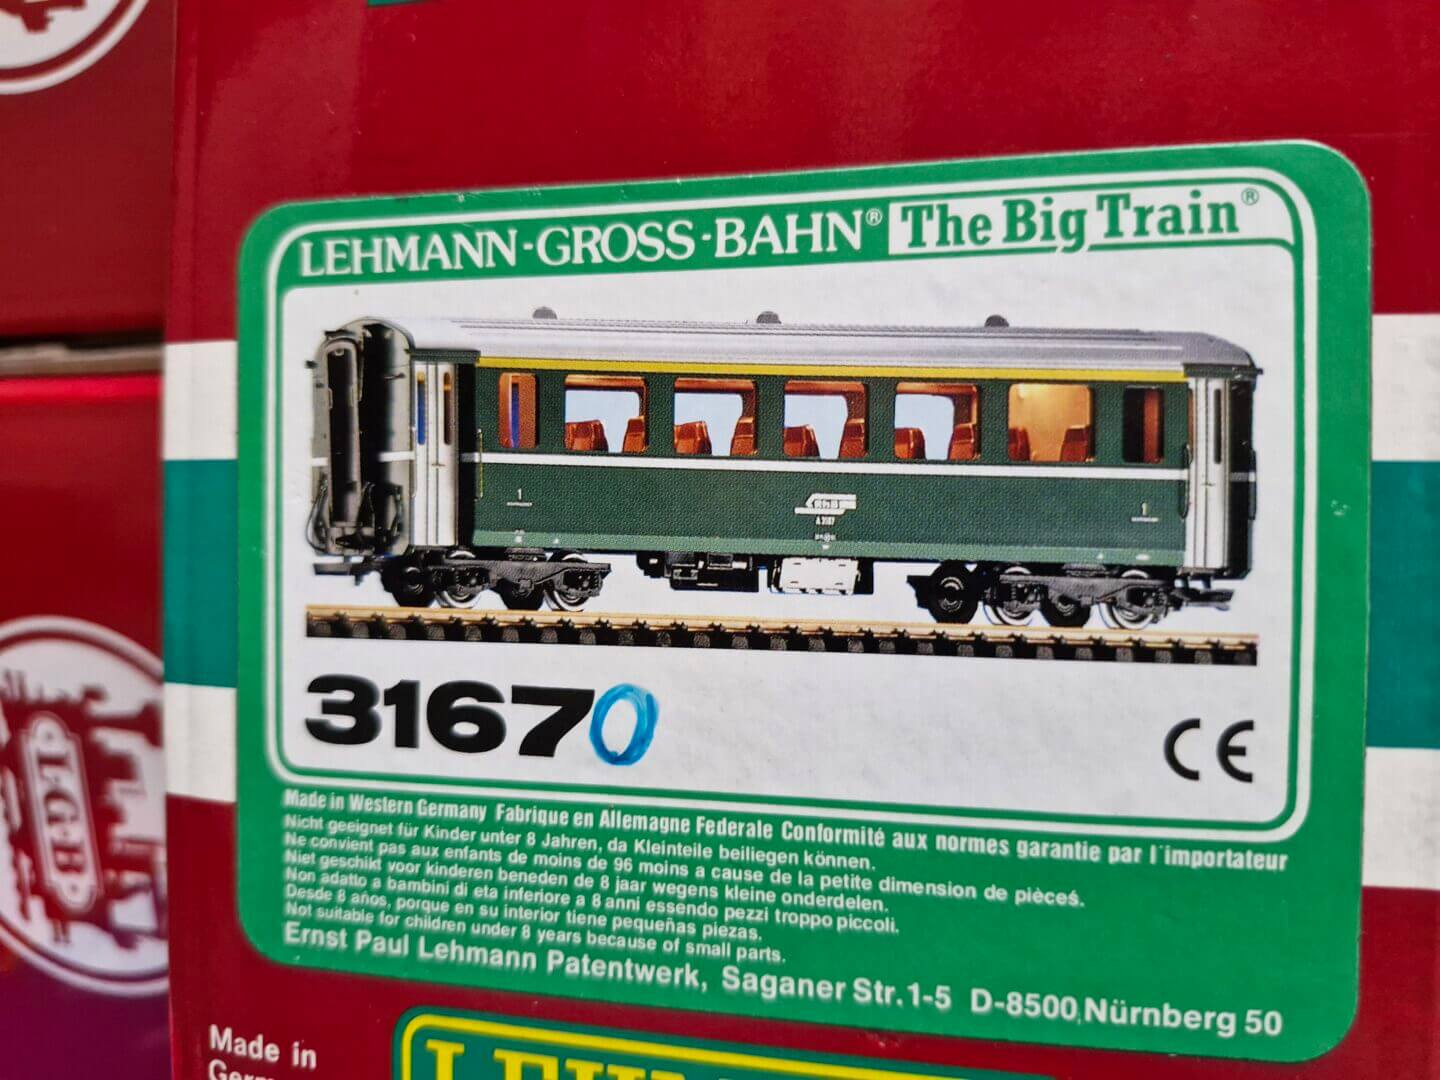 LEHMANN-GROSS-BAHN® The Big Train®
1
RhB
A 3167
1
31670
CE
Made in Western Germany Fabrique en Allemagne Federale Conformité aux normes garantie par l'importateur
Nicht geeignet für Kinder unter 8 Jahren, da Kleinteile beiliegen können.
Ne convient pas aux enfants de moins de 96 moins a cause de la petite dimension de pièces.
Niet geschikt voor kinderen beneden de 8 jaar wegens kleine onderdelen.
Non adatto a bambini di eta inferiore a 8 anni essendo pezzi troppo piccoli.
Desde 8 años, porque en su interior tiene pequeñas piezas.
Not suitable for children under 8 years because of small parts.
Ernst Paul Lehmann Patentwerk, Saganer Str.1-5 D-8500 Nürnberg 50
Made in
LGB